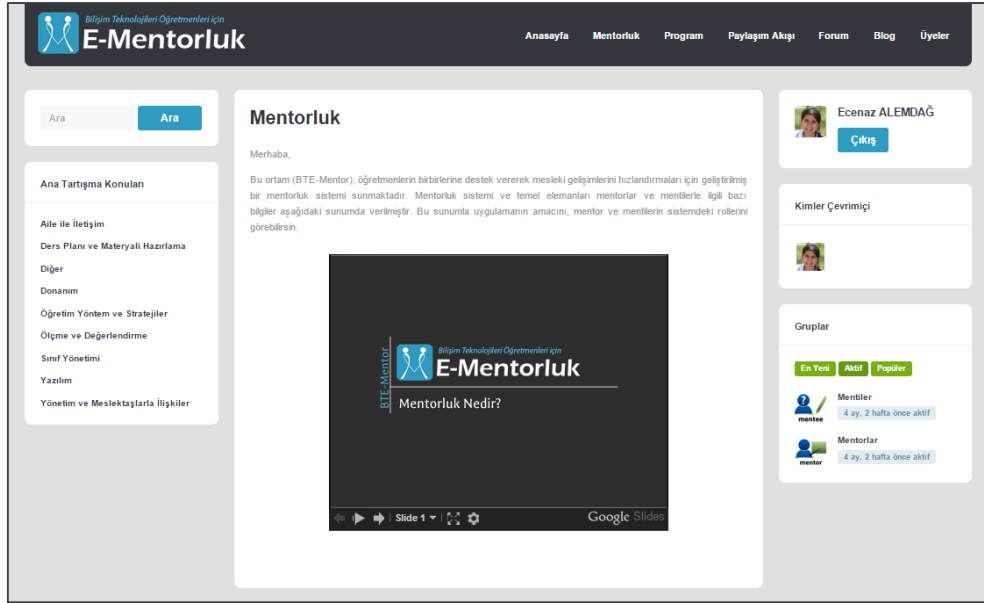 Bilişim Teknolojileri Öğretmenleri için
E-Mentorluk
Anasayfa Mentorluk Program Paylaşım Akışı Forum Blog Üyeler
Ara Ara
Ana Tartışma Konuları
Aile ile İletişim
Ders Planı ve Materyali Hazırlama
Diğer
Donanım
Öğretim Yöntem ve Stratejiler
Ölçme ve Değerlendirme
Sınıf Yönetimi
Yazılım
Yönetim ve Meslektaşlarla İlişkiler
Mentorluk
Merhaba,
Bu ortam (BTE-Mentor), öğretmenlerin birbirlerine destek vererek mesleki gelişimlerini hızlandırmaları için geliştirilmiş
bir mentorluk sistemi sunmaktadır. Mentorluk sistemi ve temel elemanları mentorlar ve mentilerle ilgili bazı
bilgiler aşağıdaki sunumda verilmiştir. Bu sunumla uygulamanın amacını, mentor ve mentilerin sistemdeki rollerini
görebilirsin.
BTE-Mentor
Bilişim Teknolojileri Öğretmenleri için
E-Mentorluk
Mentorluk Nedir?
Slide 1
Google Slides
Ecenaz ALEMDAĞ
Çıkış
Kimler Çevrimiçi
Gruplar
En Yeni Aktif Popüler
mentee
Mentiler
4 ay, 2 hafta önce aktif
mentor
Mentorlar
4 ay, 2 hafta önce aktif